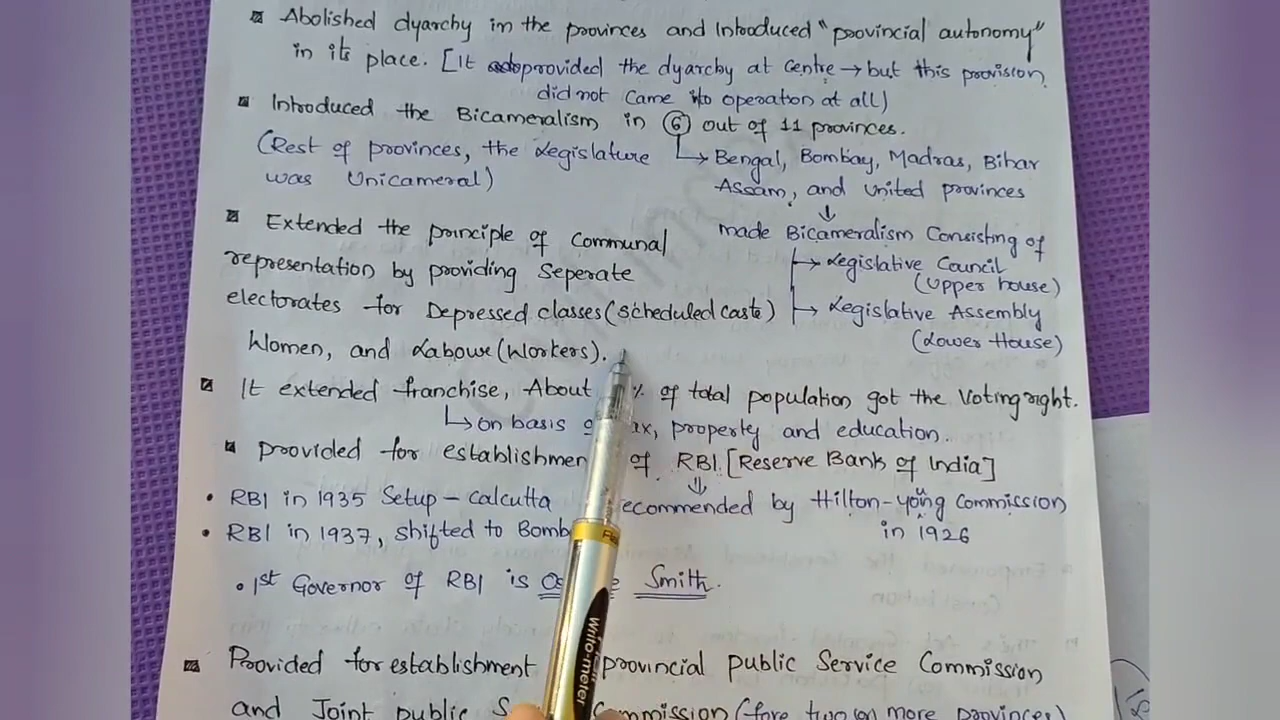 Abolished dyarchy in the provinces and Introduced "provincial autonomy"
in its place. [It provided the dyarchy at Centre → but this provision
did not came into operation at all)
Introduced the Bicameralism in 6 out of 11 provinces.
(Rest of provinces, the Legislature
was Unicameral)
↳ Bengal, Bombay, Madras, Bihar
Assam, and United provinces
↓
made Bicameralism Consisting of
→ Legislative Council
(Upper house)
→ Legislative Assembly
(Lower House)
Extended the principle of Communal
representation by providing Seperate
electorates for Depressed classes (scheduled caste)
Women, and Labour (Workers).
It extended franchise, About % of total population got the Voting right.
↳ on basis property and education.
provided for establishment of RBI [Reserve Bank of India]
⇓
recommended by Hilton-young Commission
in 1926
• RBI in 1935 Setup - Calcutta
• RBI in 1937, shifted to
• 1st Governor of RBI is Smith.
Provided for establishment provincial public Service Commission
and Joint public (for two or more provinces)
Writo-meter